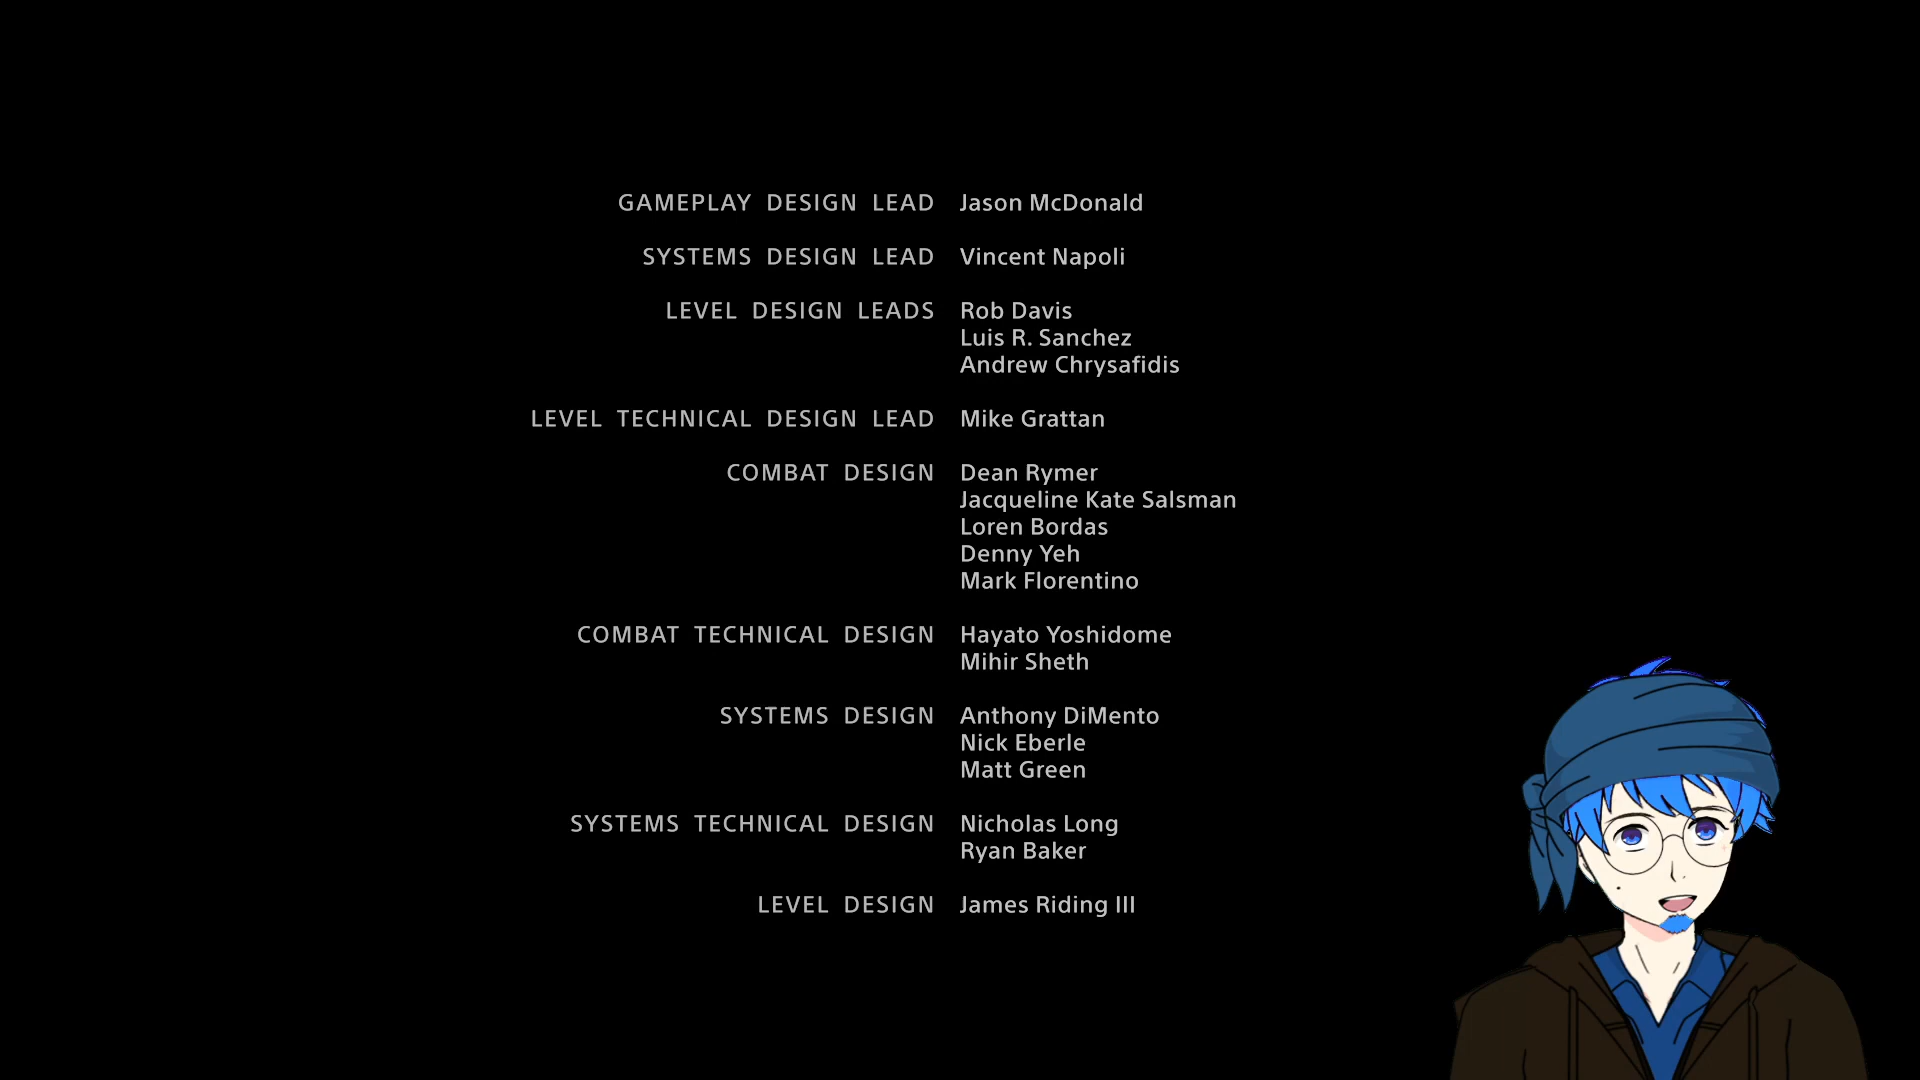 GAMEPLAY DESIGN LEAD Jason McDonald
SYSTEMS DESIGN LEAD Vincent Napoli
LEVEL DESIGN LEADS Rob Davis
Luis R. Sanchez
Andrew Chrysafidis
LEVEL TECHNICAL DESIGN LEAD Mike Grattan
COMBAT DESIGN Dean Rymer
Jacqueline Kate Salsman
Loren Bordas
Denny Yeh
Mark Florentino
COMBAT TECHNICAL DESIGN Hayato Yoshidome
Mihir Sheth
SYSTEMS DESIGN Anthony DiMento
Nick Eberle
Matt Green
SYSTEMS TECHNICAL DESIGN Nicholas Long
Ryan Baker
LEVEL DESIGN James Riding III